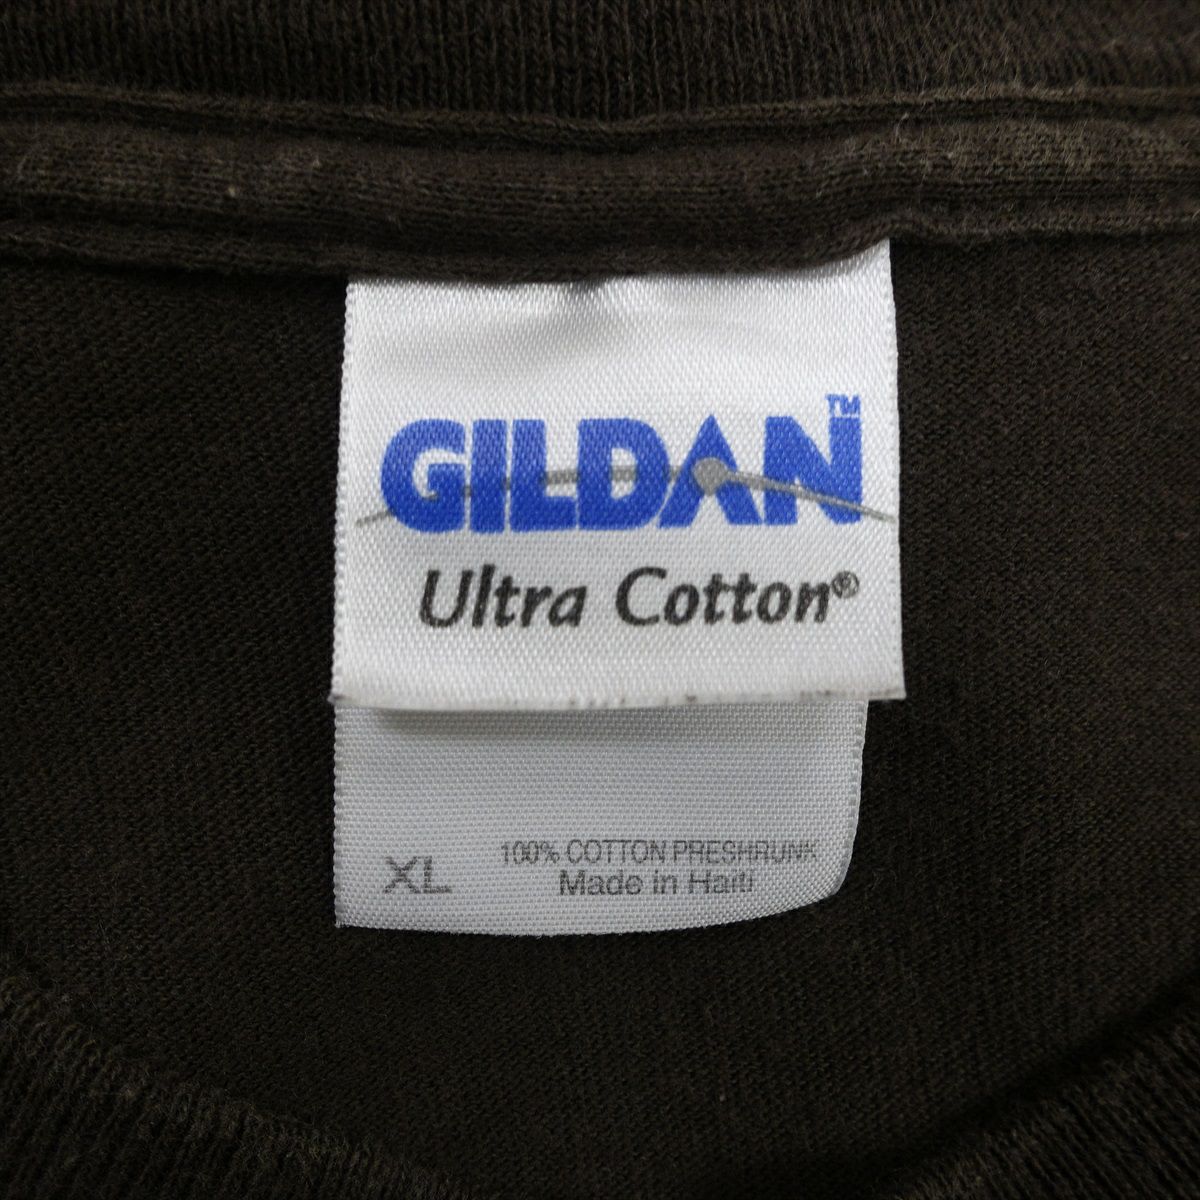 GILDAN™
Ultra Cotton®
XL
100% COTTON PRESHRUNK
Made in Haiti